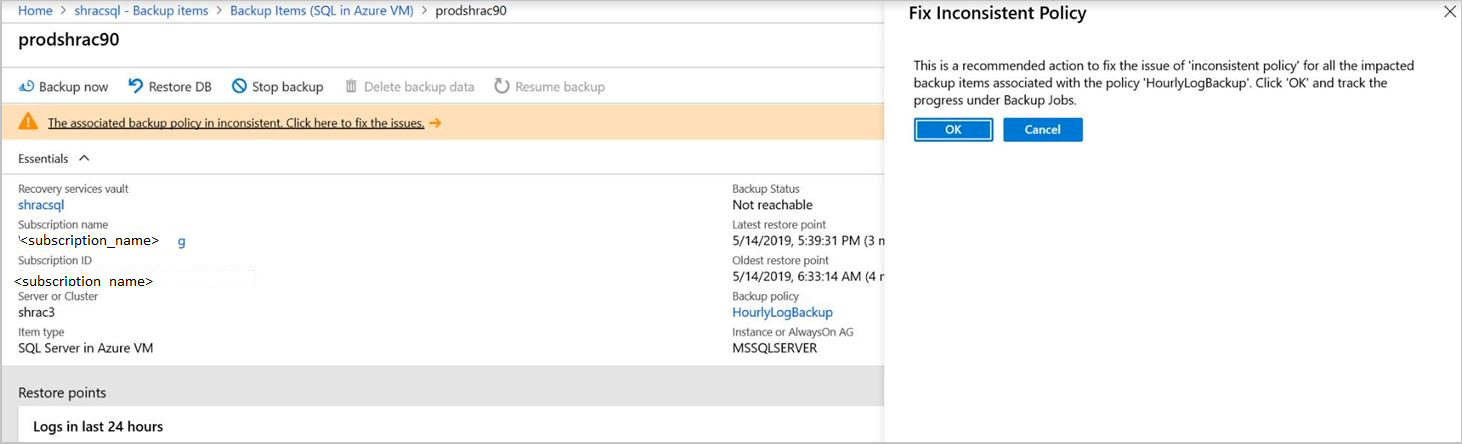 Home > shracsql - Backup items > Backup Items (SQL in Azure VM) > prodshrac90
prodshrac90
Backup now Restore DB Stop backup Delete backup data Resume backup
The associated backup policy in inconsistent. Click here to fix the issues.
Essentials
Recovery services vault
shracsql
Subscription name
<subscription_name> g
Subscription ID
<subscription name>
Server or Cluster
shrac3
Item type
SQL Server in Azure VM
Backup Status
Not reachable
Latest restore point
5/14/2019, 5:39:31 PM (3 m
Oldest restore point
5/14/2019, 6:33:14 AM (4 m
Backup policy
HourlyLogBackup
Instance or AlwaysOn AG
MSSQLSERVER
Restore points
Logs in last 24 hours
Fix Inconsistent Policy
This is a recommended action to fix the issue of 'inconsistent policy' for all the impacted
backup items associated with the policy 'HourlyLogBackup'. Click 'OK' and track the
progress under Backup Jobs.
OK Cancel